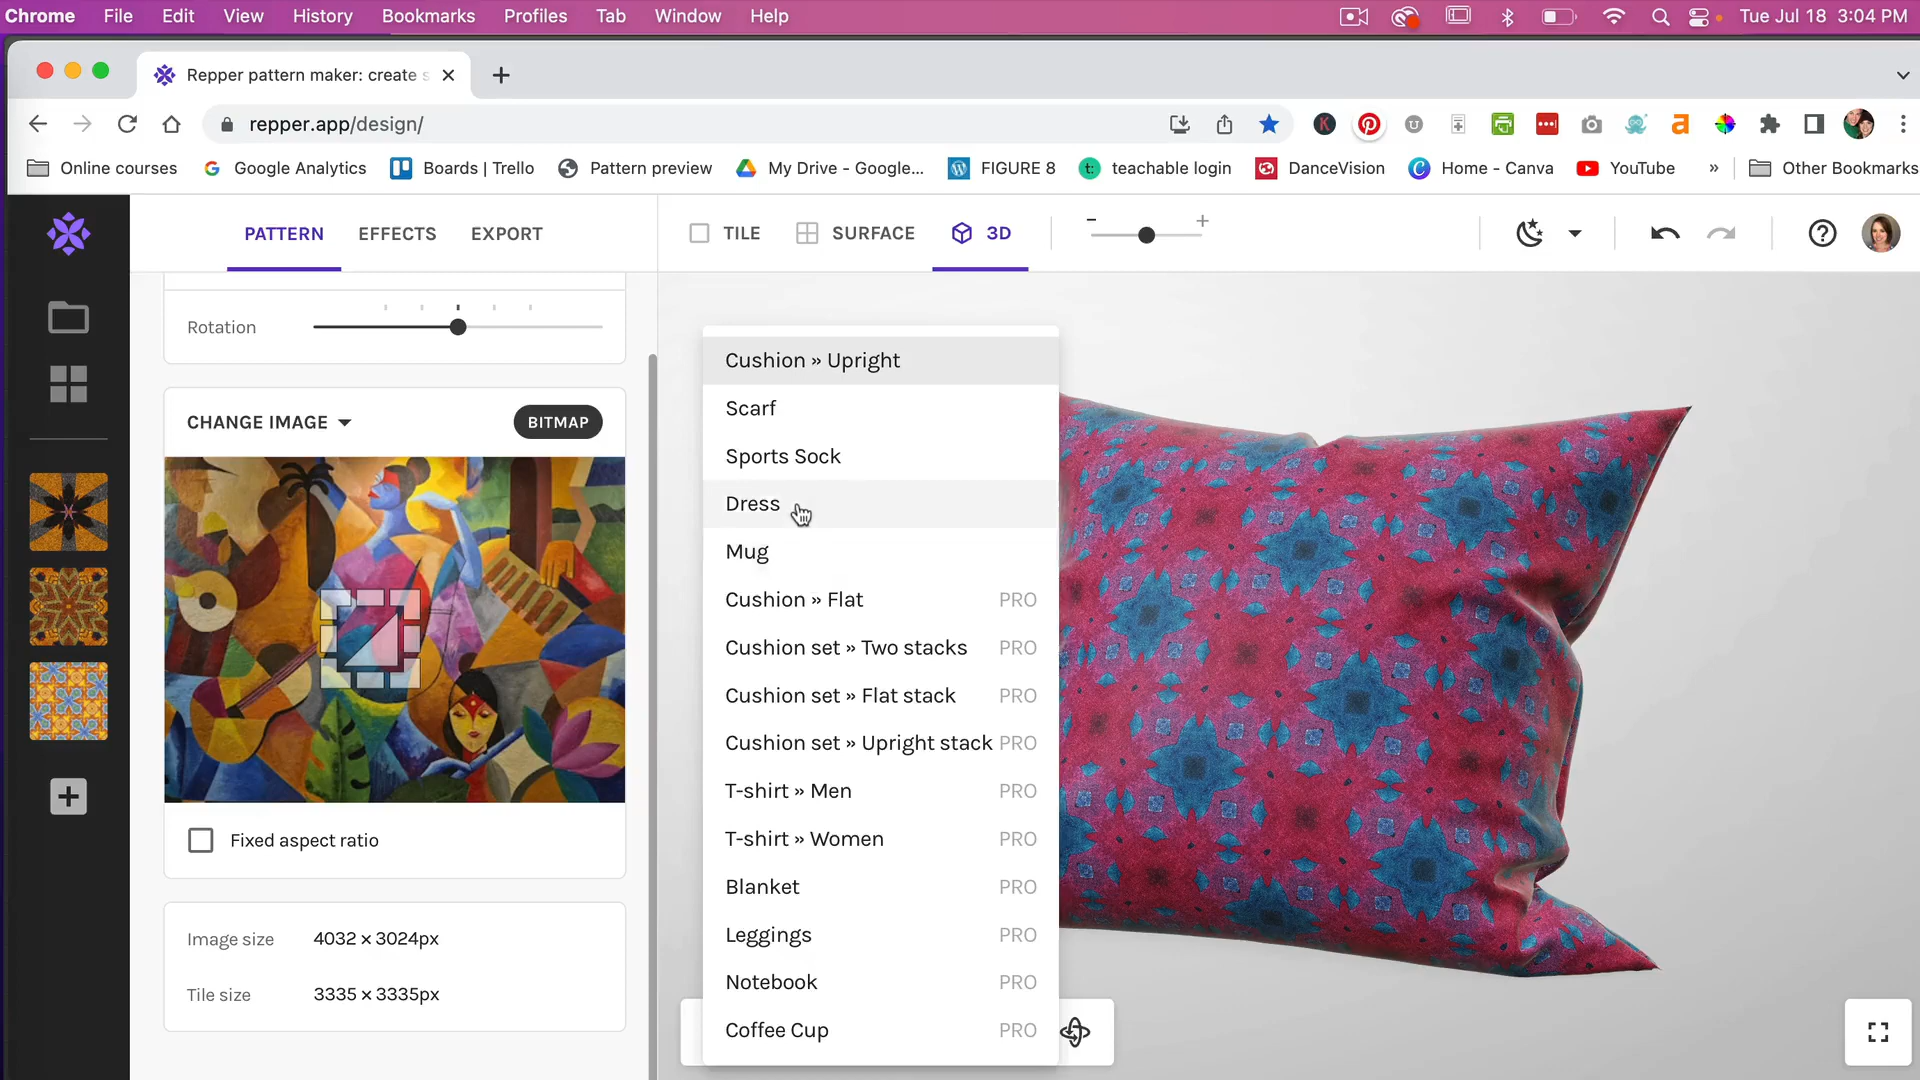 Chrome File Edit View History Bookmarks Profiles Tab Window Help Tue Jul 18 3:04 PM
Repper pattern maker: create s
repper.app/design/
Online courses Google Analytics Boards | Trello Pattern preview My Drive - Google... FIGURE 8 teachable login DanceVision Home - Canva YouTube » Other Bookmarks
PATTERN EFFECTS EXPORT TILE SURFACE 3D
Rotation
CHANGE IMAGE BITMAP
Fixed aspect ratio
Image size 4032 × 3024px
Tile size 3335 × 3335px
Cushion » Upright
Scarf
Sports Sock
Dress
Mug
Cushion » Flat PRO
Cushion set » Two stacks PRO
Cushion set » Flat stack PRO
Cushion set » Upright stack PRO
T-shirt » Men PRO
T-shirt » Women PRO
Blanket PRO
Leggings PRO
Notebook PRO
Coffee Cup PRO